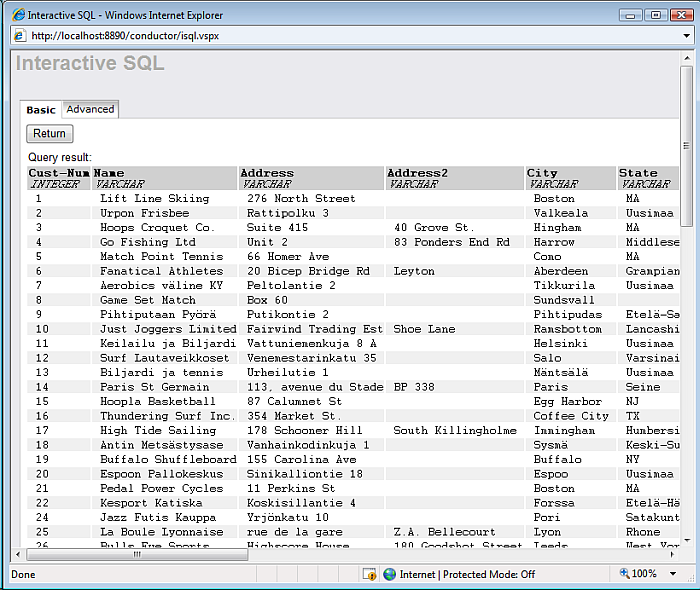 Interactive SQL - Windows Internet Explorer
http://localhost:8890/conductor/isql.vspx
Interactive SQL
Basic Advanced
Return
Query result:
Cust-Num Name Address Address2 City State
INTEGER VARCHAR VARCHAR VARCHAR VARCHAR VARCHAR
1 Lift Line Skiing 276 North Street Boston MA
2 Urpon Frisbee Rattipolku 3 Valkeala Uusimaa
3 Hoops Croquet Co. Suite 415 40 Grove St. Hingham MA
4 Go Fishing Ltd Unit 2 83 Ponders End Rd Harrow Middlese
5 Match Point Tennis 66 Homer Ave Como MA
6 Fanatical Athletes 20 Bicep Bridge Rd Leyton Aberdeen Grampian
7 Aerobics väline KY Peltolantie 2 Tikkurila Uusimaa
8 Game Set Match Box 60 Sundsvall
9 Pihtiputaan Pyörä Putikontie 2 Pihtipudas Etelä-Sa
10 Just Joggers Limited Fairwind Trading Est Shoe Lane Ramsbottom Lancashi
11 Keilailu ja Biljardi Vattuniemenkuja 8 A Helsinki Uusimaa
12 Surf Lautaveikkoset Venemestarinkatu 35 Salo Varsinai
13 Biljardi ja tennis Urheilutie 1 Mäntsälä Uusimaa
14 Paris St Germain 113, avenue du Stade BP 338 Paris Seine
15 Hoopla Basketball 87 Calumnet St Egg Harbor NJ
16 Thundering Surf Inc. 354 Market St. Coffee City TX
17 High Tide Sailing 178 Schooner Hill South Killingholme Immingham Humbersi
18 Antin Metsästysase Vanhainkodinkuja 1 Sysmä Keski-Su
19 Buffalo Shuffleboard 155 Carolina Ave Buffalo NY
20 Espoon Pallokeskus Sinikalliontie 18 Espoo Uusimaa
21 Pedal Power Cycles 11 Perkins St Boston MA
22 Kesport Katiska Koskisillantie 4 Forssa Etelä-Hä
24 Jazz Futis Kauppa Yrjönkatu 10 Pori Satakunt
25 La Boule Lyonnaise rue de la gare Z.A. Bellecourt Lyon Rhone
26 Bulls Eye Sports Highscore House 180 Goodshot Street Leeds West Yor
Done Internet | Protected Mode: Off 100%